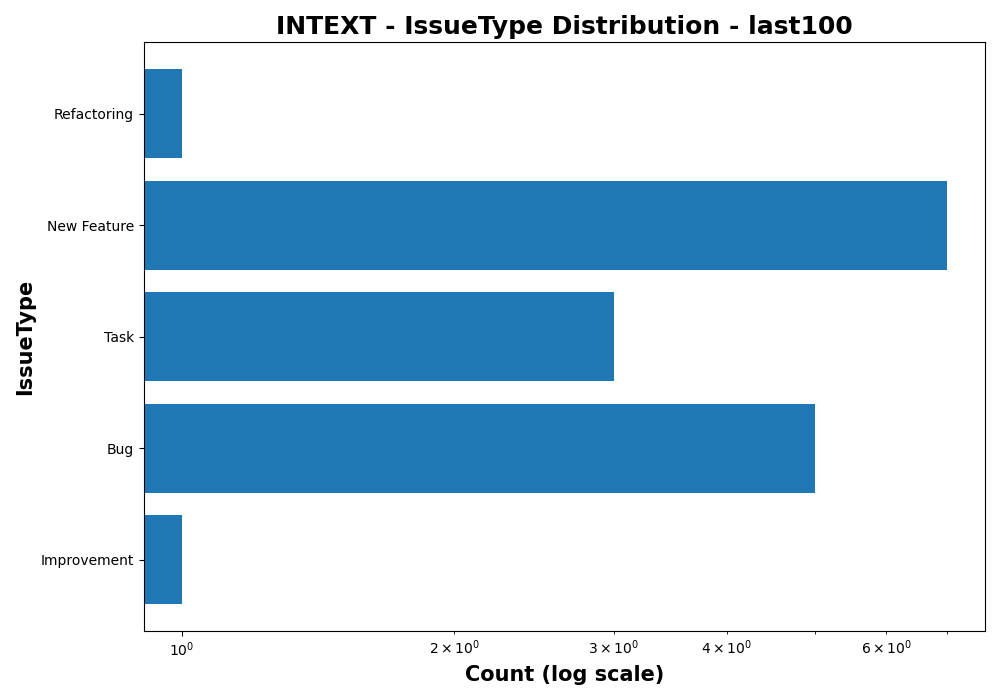 INTEXT - IssueType Distribution - last100
Refactoring
New Feature
Task
Bug
Improvement
IssueType
10⁰
2 × 10⁰
3 × 10⁰
4 × 10⁰
6 × 10⁰
Count (log scale)